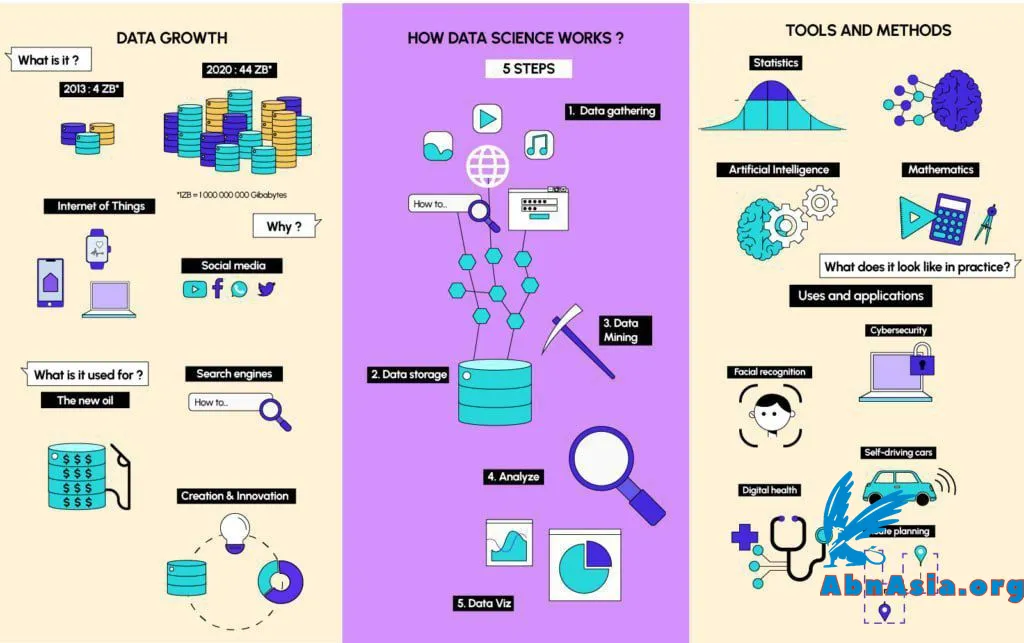 DATA GROWTH
What is it ?
2013 : 4 ZB*
2020 : 44 ZB*
*1ZB = 1 000 000 000 Gibabytes
Internet of Things
Why ?
Social media
What is it used for ?
The new oil
$ $ $
$ $ $
$ $ $
$ $ $
Search engines
How to..
Creation & Innovation
HOW DATA SCIENCE WORKS ?
5 STEPS
1. Data gathering
How to..
3. Data
Mining
2. Data storage
4. Analyze
5. Data Viz
TOOLS AND METHODS
Statistics
Artificial Intelligence
Mathematics
What does it look like in practice?
Uses and applications
Cybersecurity
Facial recognition
Self-driving cars
Digital health
planning
AbnAsia.org